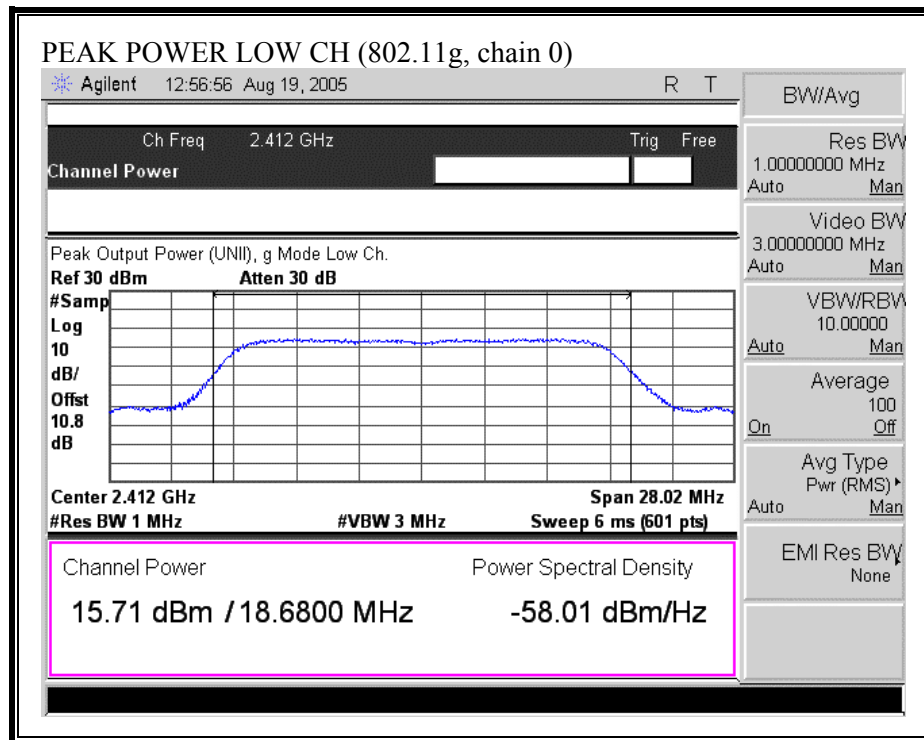 PEAK POWER LOW CH (802.11g, chain 0)
Agilent 12:56:56 Aug 19, 2005 R T
Ch Freq 2.412 GHz Trig Free
Channel Power
Peak Output Power (UNII), g Mode Low Ch.
Ref 30 dBm Atten 30 dB
#Samp
Log
10
dB/
Offst
10.8
dB
Center 2.412 GHz Span 28.02 MHz
#Res BW 1 MHz #VBW 3 MHz Sweep 6 ms (601 pts)
Channel Power Power Spectral Density
15.71 dBm / 18.6800 MHz -58.01 dBm/Hz
BW/Avg
Res BW
1.00000000 MHz
Auto Man
Video BW
3.00000000 MHz
Auto Man
VBW/RBW
10.00000
Auto Man
Average
100
On Off
Avg Type
Pwr (RMS)
Auto Man
EMI Res BW
None